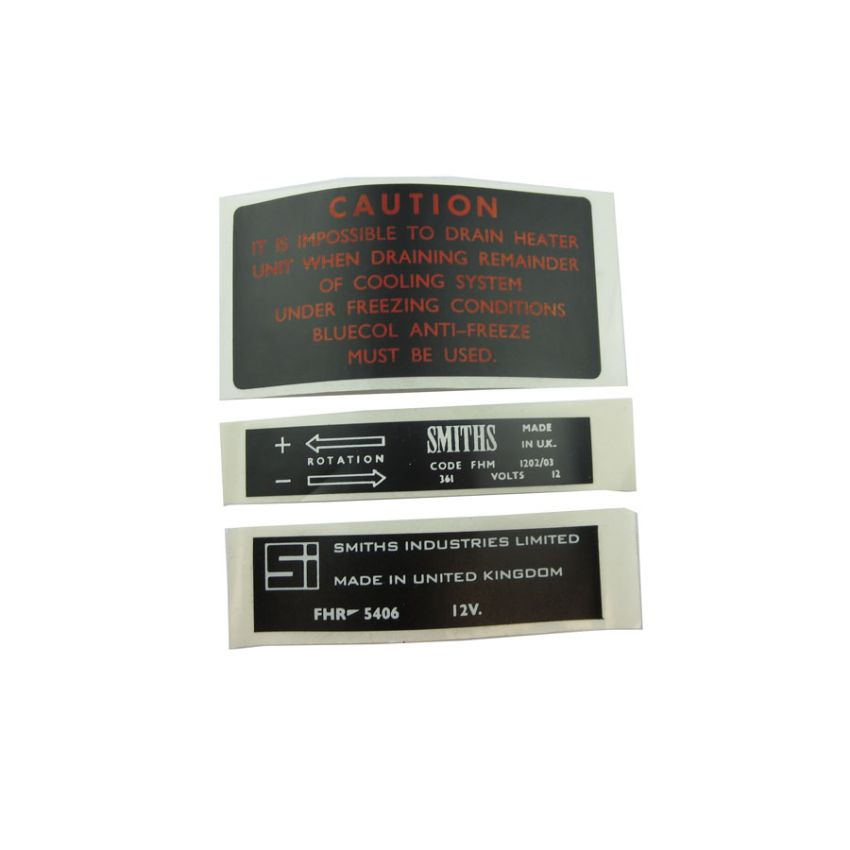 CAUTION
IT IS IMPOSSIBLE TO DRAIN HEATER
UNIT WHEN DRAINING REMAINDER
OF COOLING SYSTEM
UNDER FREEZING CONDITIONS
BLUECOL ANTI-FREEZE
MUST BE USED.
+ SMITHS MADE
IN U.K.
ROTATION CODE FHM 1202/03
- 361 VOLTS 12
Si SMITHS INDUSTRIES LIMITED
MADE IN UNITED KINGDOM
FHR- 5406 12V.